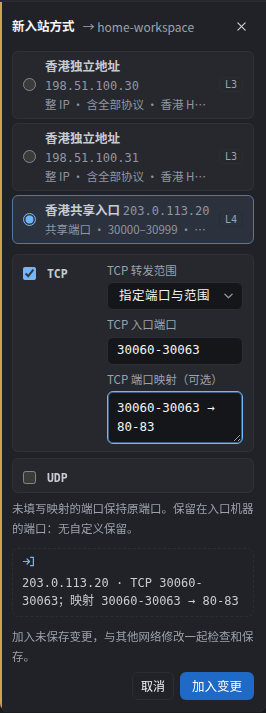 新入站方式 → home-workspace ×
香港独立地址
198.51.100.30 L3
整 IP · 含全部协议 · 香港 H…
香港独立地址
198.51.100.31 L3
整 IP · 含全部协议 · 香港 H…
香港共享入口 203.0.113.20 L4
共享端口 · 30000–30999 · …
TCP TCP 转发范围
指定端口与范围
TCP 入口端口
30060-30063
TCP 端口映射（可选）
30060-30063 →
80-83
UDP
未填写映射的端口保持原端口。保留在入口机器
的端口：无自定义保留。
203.0.113.20 · TCP 30060-
30063；映射 30060-30063 → 80-83
加入未保存变更，与其他网络修改一起检查和保
存。
取消 加入变更